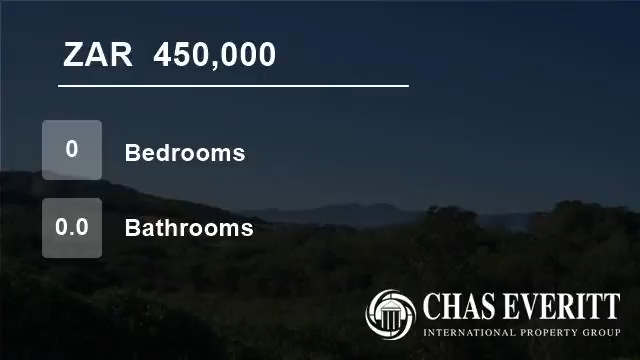 ZAR 450,000
0 Bedrooms
0.0 Bathrooms
CHAS EVERITT
INTERNATIONAL PROPERTY GROUP